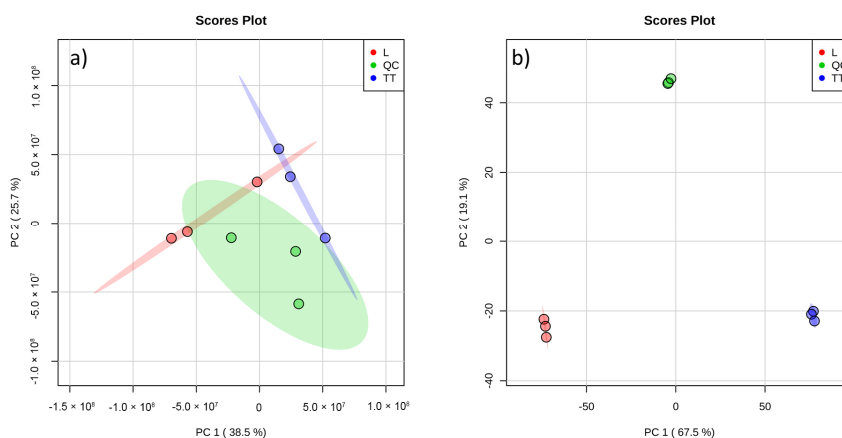 Scores Plot
a)
L
QC
TT
1.0 × 10⁸
5.0 × 10⁷
0
-5.0 × 10⁷
-1.0 × 10⁸
PC 2 ( 25.7 %)
-1.5 × 10⁸ -1.0 × 10⁸ -5.0 × 10⁷ 0 5.0 × 10⁷ 1.0 × 10⁸
PC 1 ( 38.5 %)
Scores Plot
b)
L
QC
TT
40
20
0
-20
-40
PC 2 ( 19.1 %)
-50 0 50
PC 1 ( 67.5 %)